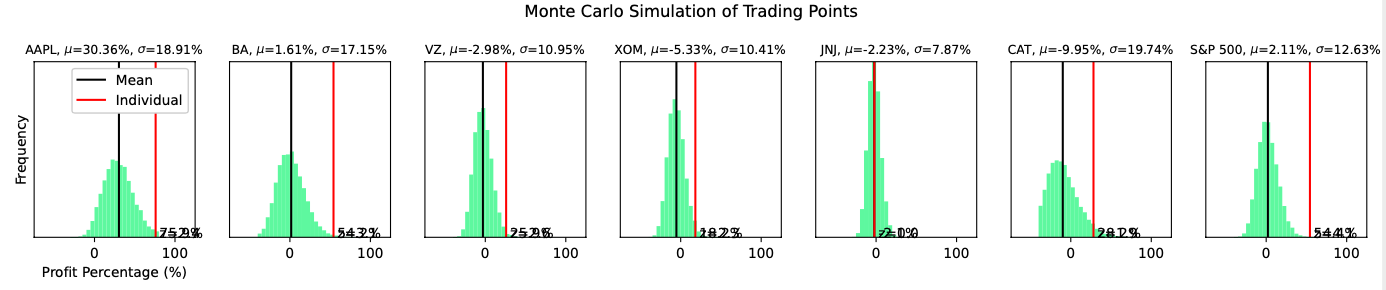 Monte Carlo Simulation of Trading Points
AAPL, μ=30.36%, σ=18.91%
BA, μ=1.61%, σ=17.15%
VZ, μ=-2.98%, σ=10.95%
XOM, μ=-5.33%, σ=10.41%
JNJ, μ=-2.23%, σ=7.87%
CAT, μ=-9.95%, σ=19.74%
S&P 500, μ=2.11%, σ=12.63%
Mean
Individual
Frequency
0 100
0 100
0 100
0 100
0 100
0 100
0 100
Profit Percentage (%)